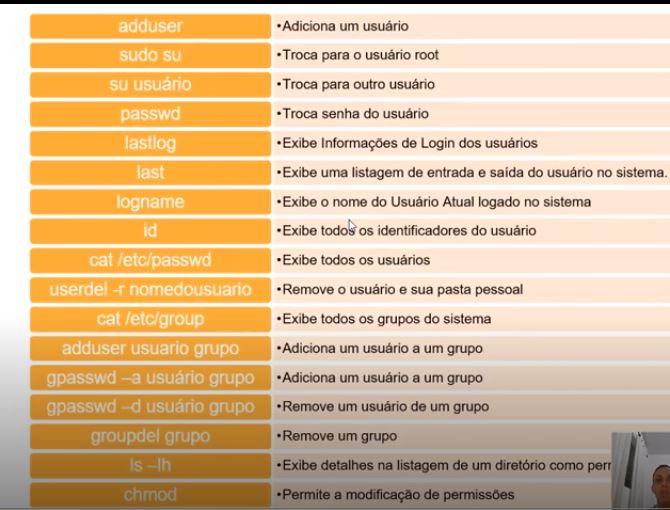 adduser •Adiciona um usuário
sudo su •Troca para o usuário root
su usuário •Troca para outro usuário
passwd •Troca senha do usuário
lastlog •Exibe Informações de Login dos usuários
last •Exibe uma listagem de entrada e saída do usuário no sistema.
logname •Exibe o nome do Usuário Atual logado no sistema
id •Exibe todos os identificadores do usuário
cat /etc/passwd •Exibe todos os usuários
userdel -r nomedousuario •Remove o usuário e sua pasta pessoal
cat /etc/group •Exibe todos os grupos do sistema
adduser usuario grupo •Adiciona um usuário a um grupo
gpasswd –a usuário grupo •Adiciona um usuário a um grupo
gpasswd –d usuário grupo •Remove um usuário de um grupo
groupdel grupo •Remove um grupo
ls –lh •Exibe detalhes na listagem de um diretório como
chmod •Permite a modificação de permissões